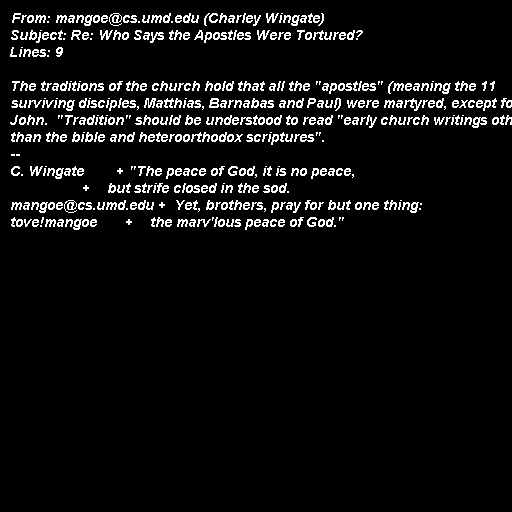 From: mangoe@cs.umd.edu (Charley Wingate)
Subject: Re: Who Says the Apostles Were Tortured?
Lines: 9

The traditions of the church hold that all the "apostles" (meaning the 11
surviving disciples, Matthias, Barnabas and Paul) were martyred, except fo
John.  "Tradition" should be understood to read "early church writings oth
than the bible and heteroorthodox scriptures".
--
C. Wingate        + "The peace of God, it is no peace,
                  +    but strife closed in the sod.
mangoe@cs.umd.edu +  Yet, brothers, pray for but one thing:
tove!mangoe       +    the marv'lous peace of God."